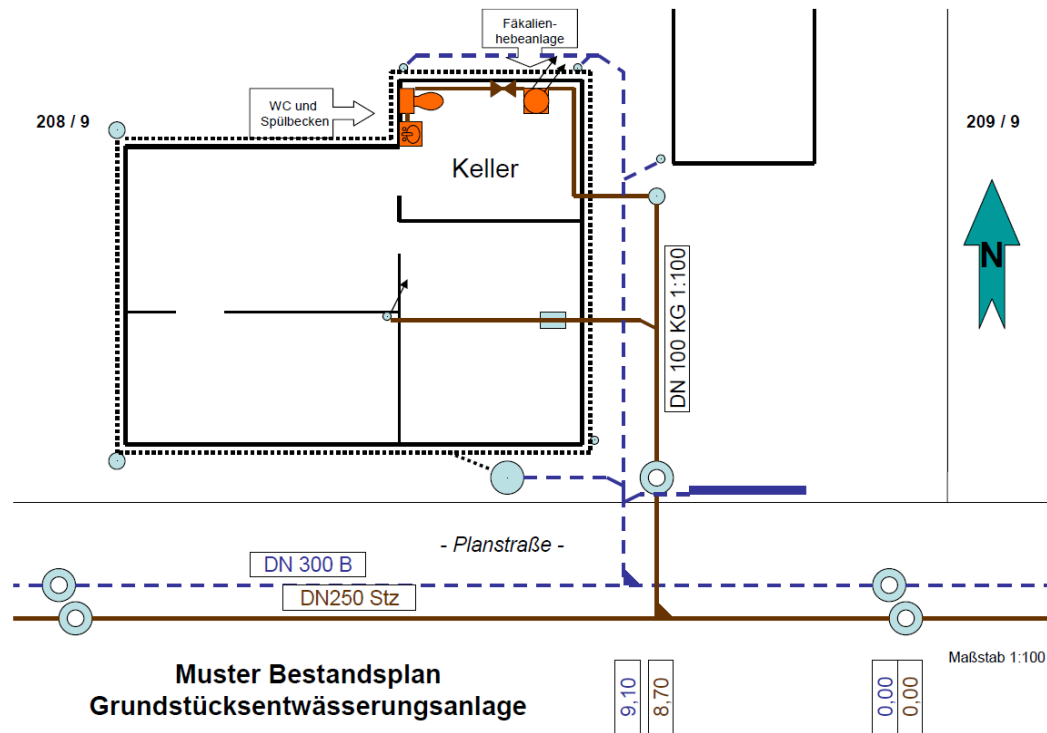 Fäkalien-
hebeanlage
WC und
Spülbecken
208 / 9
209 / 9
Keller
N
DN 100 KG 1:100
- Planstraße -
DN 300 B
DN250 Stz
Maßstab 1:100
Muster Bestandsplan
Grundstücksentwässerungsanlage
9,10
8,70
0,00
0,00